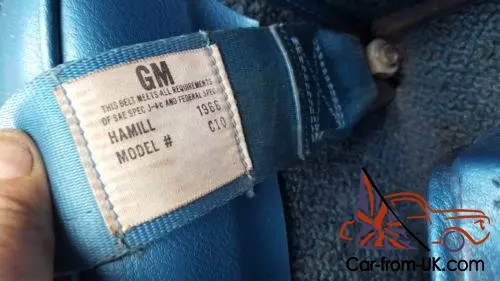 GM
THIS BELT MEETS ALL REQUIREMENTS
OF SAE SPEC J-4c AND FEDERAL SPEC
HAMILL 1966
MODEL # C10
Car-from-UK.com